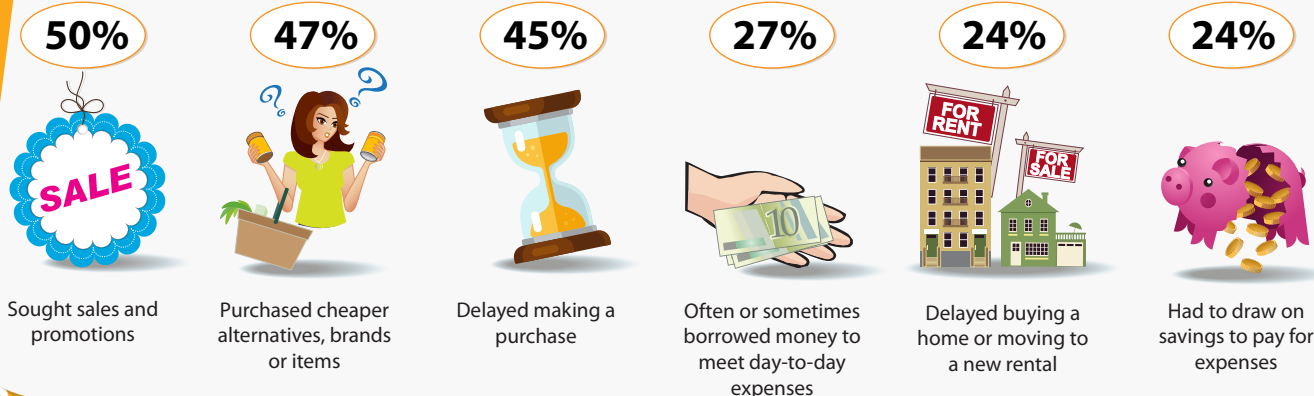 50%
47%
45%
27%
24%
24%
SALE
FOR
RENT
FOR
SALE
10
Sought sales and
promotions
Purchased cheaper
alternatives, brands
or items
Delayed making a
purchase
Often or sometimes
borrowed money to
meet day-to-day
expenses
Delayed buying a
home or moving to
a new rental
Had to draw on
savings to pay for
expenses